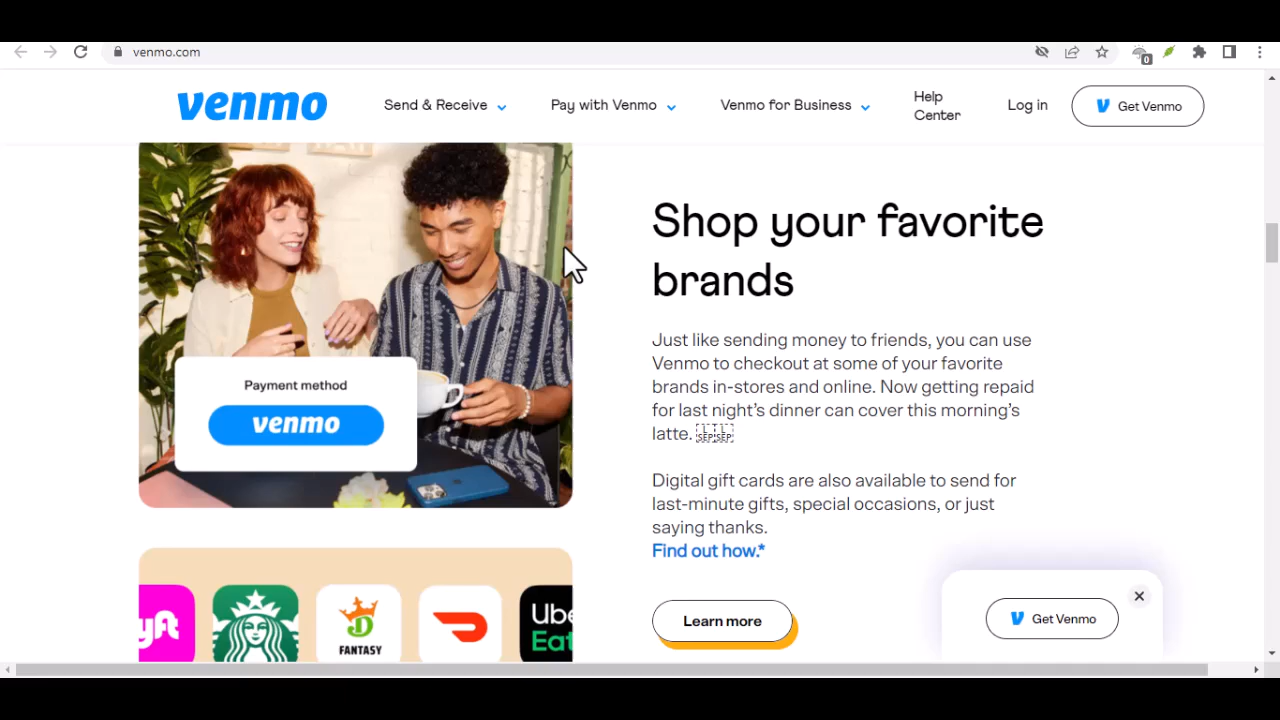 venmo.com
0
venmo
Send & Receive
Pay with Venmo
Venmo for Business
Help
Center
Log in
Get Venmo
Shop your favorite
brands
Just like sending money to friends, you can use
Venmo to checkout at some of your favorite
brands in-stores and online. Now getting repaid
for last night’s dinner can cover this morning’s
latte.
Digital gift cards are also available to send for
last-minute gifts, special occasions, or just
saying thanks.
Find out how.*
Learn more
Payment method
venmo
lyft
FANTASY
Uber
Eats
Get Venmo